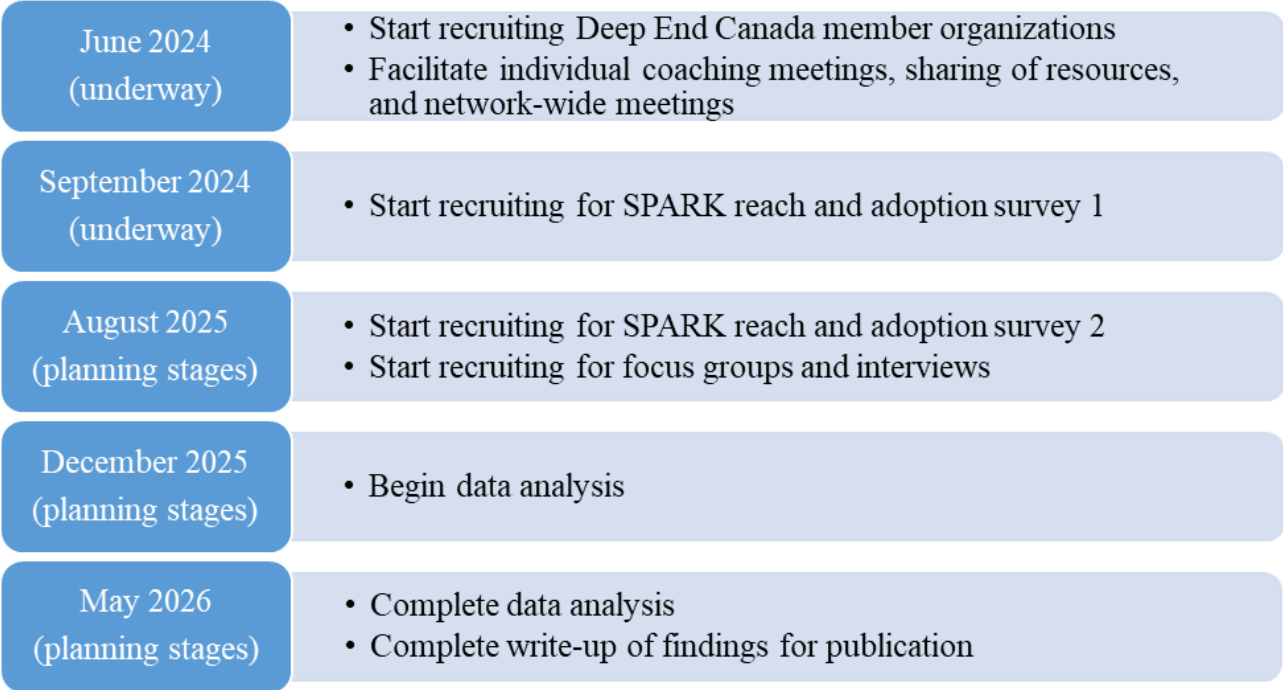 June 2024
(underway)
• Start recruiting Deep End Canada member organizations
• Facilitate individual coaching meetings, sharing of resources,
and network-wide meetings
September 2024
(underway)
• Start recruiting for SPARK reach and adoption survey 1
August 2025
(planning stages)
• Start recruiting for SPARK reach and adoption survey 2
• Start recruiting for focus groups and interviews
December 2025
(planning stages)
• Begin data analysis
May 2026
(planning stages)
• Complete data analysis
• Complete write-up of findings for publication